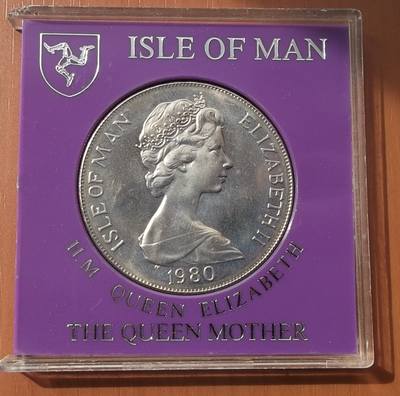 ISLE OF MAN
ISLE OF MAN
ELIZABETH II
1980
H.M QUEEN ELIZABETH
THE QUEEN MOTHER